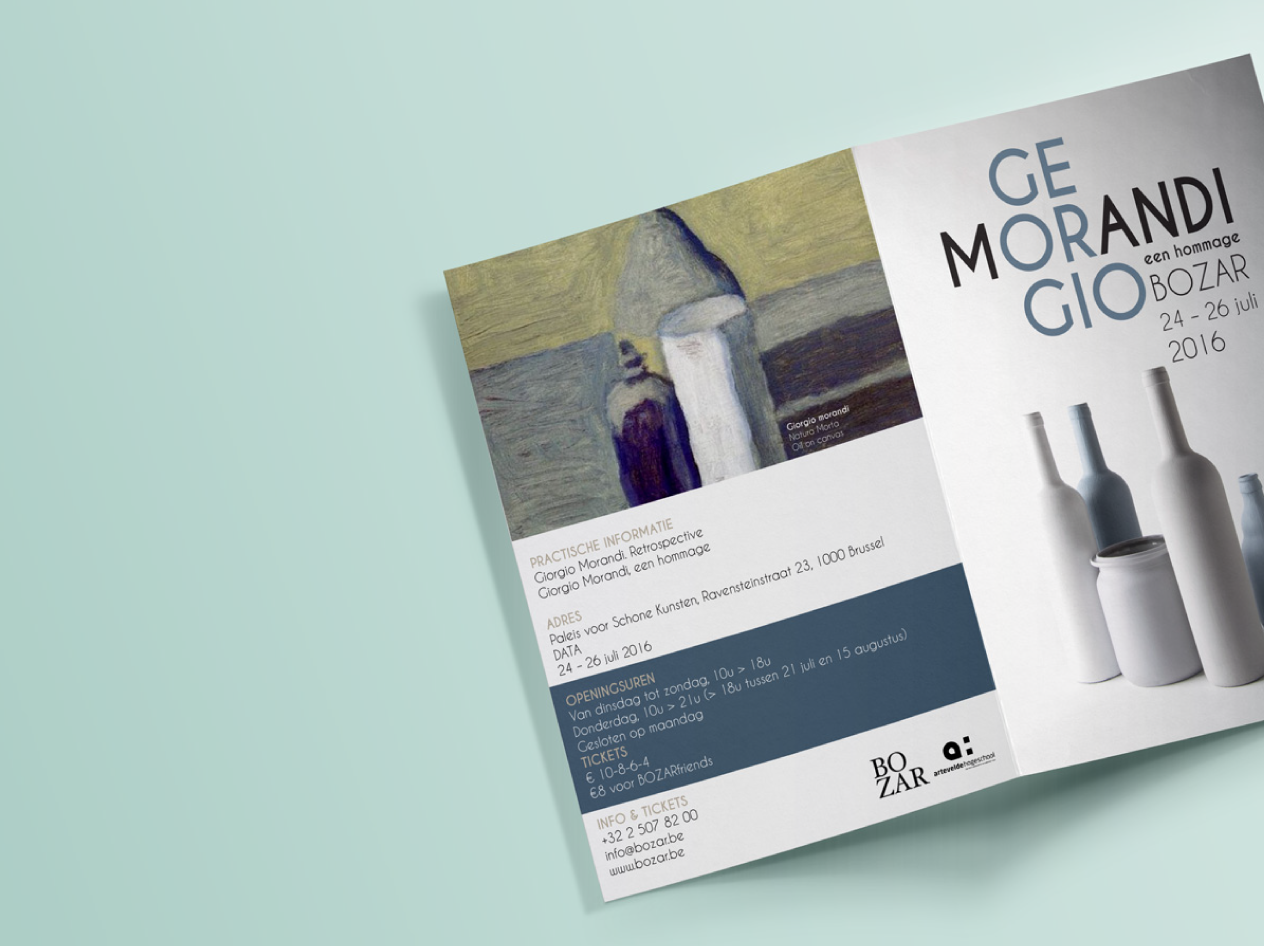 Giorgio morandi
Natura Morta
Oil on canvas
PRACTISCHE INFORMATIE
Giorgio Morandi. Retrospective
Giorgio Morandi, een hommage
ADRES
Paleis voor Schone Kunsten, Ravensteinstraat 23, 1000 Brussel
DATA
24 - 26 juli 2016
OPENINGSUREN
Van dinsdag tot zondag, 10u > 18u
Donderdag, 10u > 21u (> 18u tussen 21 juli en 15 augustus)
Gesloten op maandag
TICKETS
€ 10-8-6-4
€8 voor BOZARfriends
INFO & TICKETS
+32 2 507 82 00
info@bozar.be
www.bozar.be
BO
ZAR
a:
arteveldehogeschool
GE
MORANDI
een hommage
GIO
BOZAR
24 - 26 juli
2016